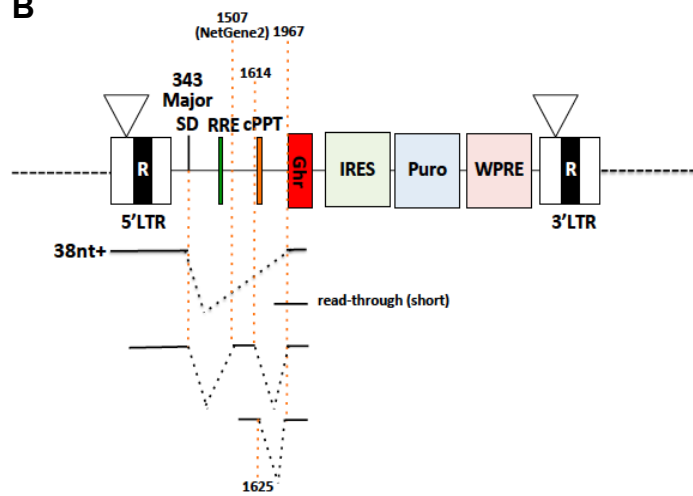 B
1507
(NetGene2) 1967
1614
343
Major
SD RRE cPPT
R
Ghr
IRES
Puro
WPRE
R
5'LTR
3'LTR
38nt+
read-through (short)
1625